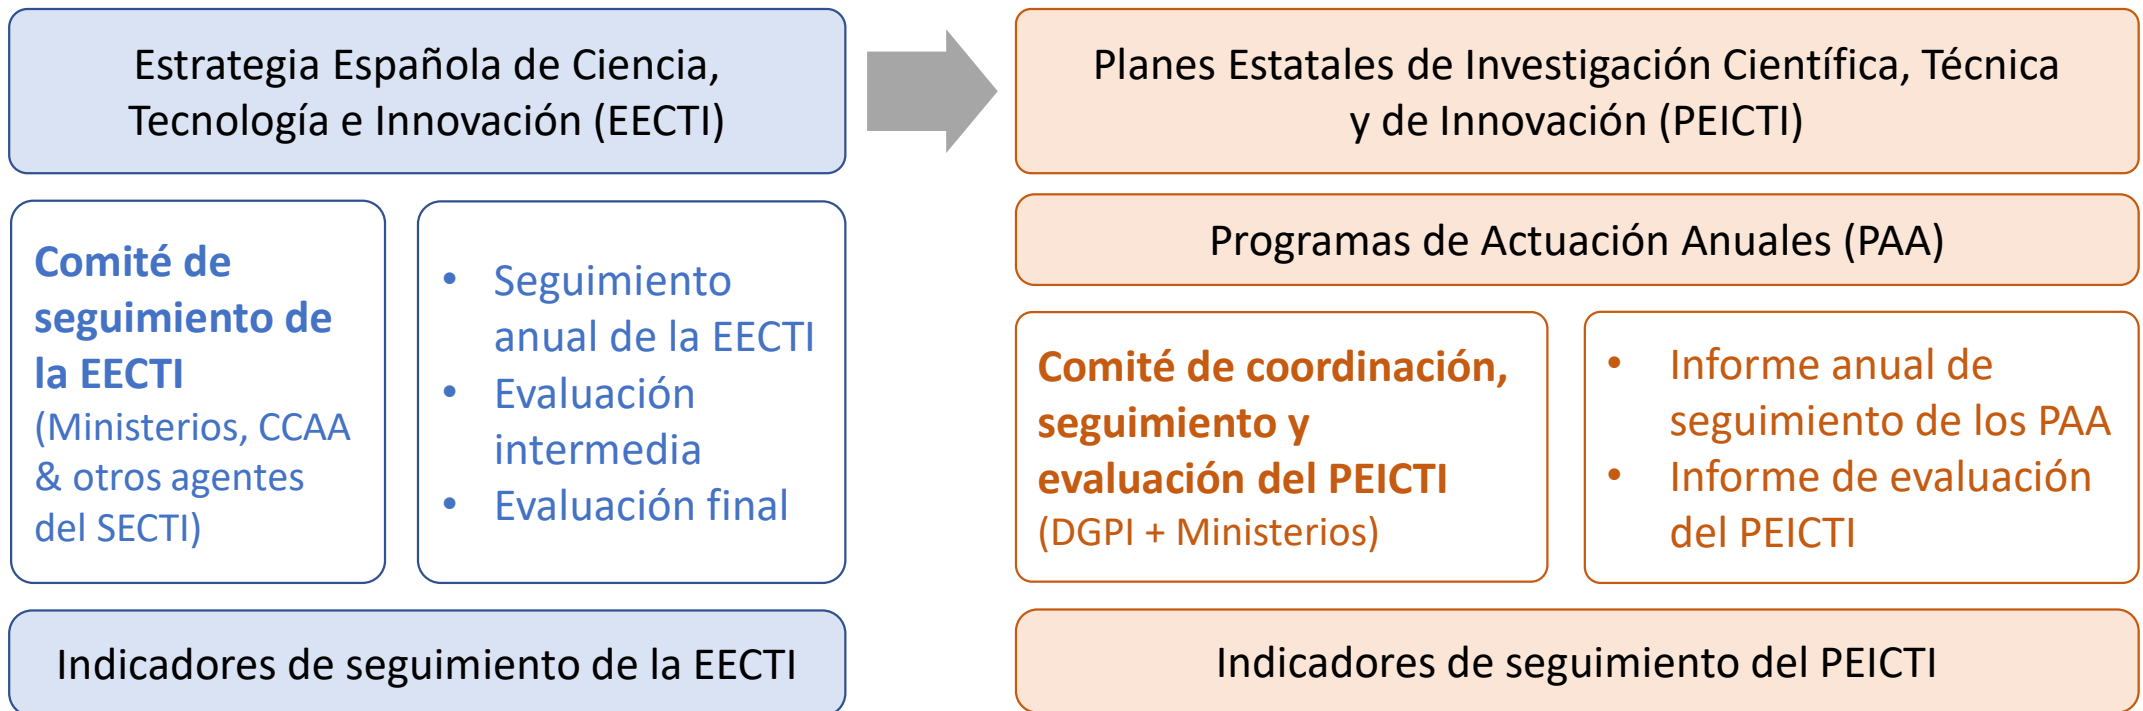 Estrategia Española de Ciencia,
Tecnología e Innovación (EECTI)
Comité de
seguimiento de
la EECTI
(Ministerios, CCAA
& otros agentes
del SECTI)
• Seguimiento
anual de la EECTI
• Evaluación
intermedia
• Evaluación final
Indicadores de seguimiento de la EECTI
Planes Estatales de Investigación Científica, Técnica
y de Innovación (PEICTI)
Programas de Actuación Anuales (PAA)
Comité de coordinación,
seguimiento y
evaluación del PEICTI
(DGPI + Ministerios)
• Informe anual de
seguimiento de los PAA
• Informe de evaluación
del PEICTI
Indicadores de seguimiento del PEICTI